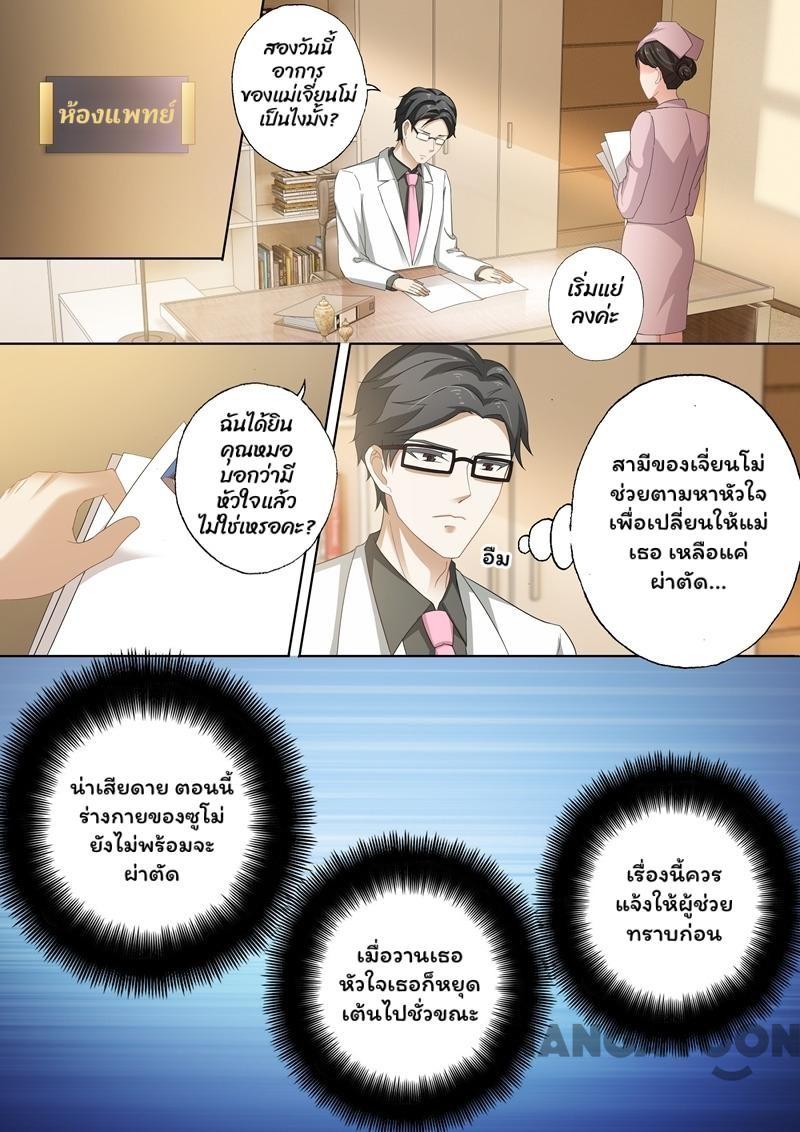 ห้องแพทย์
สองวันนี้
อาการ
ของแม่เจี่ยนโม่
เป็นไงมั้ง?
เริ่มแย่
ลงค่ะ
ฉันได้ยิน
คุณหมอ
บอกว่ามี
หัวใจแล้ว
ไม่ใช่เหรอคะ?
อืม
สามีของเจี่ยนโม่
ช่วยตามหาหัวใจ
เพื่อเปลี่ยนให้แม่
เธอ เหลือแค่
ผ่าตัด...
น่าเสียดาย ตอนนี้
ร่างกายของซูโม่
ยังไม่พร้อมจะ
ผ่าตัด
เมื่อวานเธอ
หัวใจเธอก็หยุด
เต้นไปชั่วขณะ
เรื่องนี้ควร
แจ้งให้ผู้ช่วย
ทราบก่อน